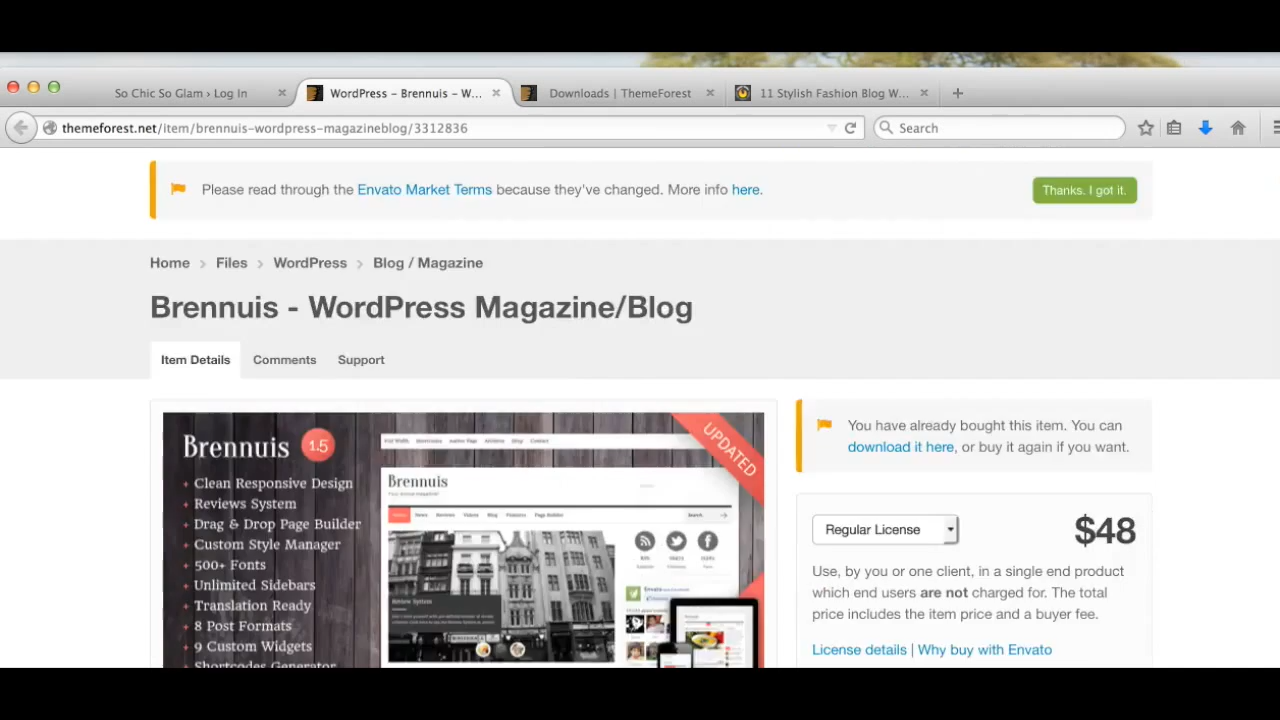 So Chic So Glam › Log In
WordPress – Brennuis – W...
Downloads | ThemeForest
11 Stylish Fashion Blog W...
themeforest.net/item/brennuis-wordpress-magazineblog/3312836
Search
Please read through the Envato Market Terms because they've changed. More info here.
Thanks. I got it.
Home > Files > WordPress > Blog / Magazine
Brennuis - WordPress Magazine/Blog
Item Details
Comments
Support
Brennuis 1.5
UPDATED
+ Clean Responsive Design
+ Reviews System
+ Drag & Drop Page Builder
+ Custom Style Manager
+ 500+ Fonts
+ Unlimited Sidebars
+ Translation Ready
+ 8 Post Formats
+ 9 Custom Widgets
Shortcodes Generator
Brennuis
Search
Review System
Envato
You have already bought this item. You can
download it here, or buy it again if you want.
Regular License
$48
Use, by you or one client, in a single end product
which end users are not charged for. The total
price includes the item price and a buyer fee.
License details | Why buy with Envato